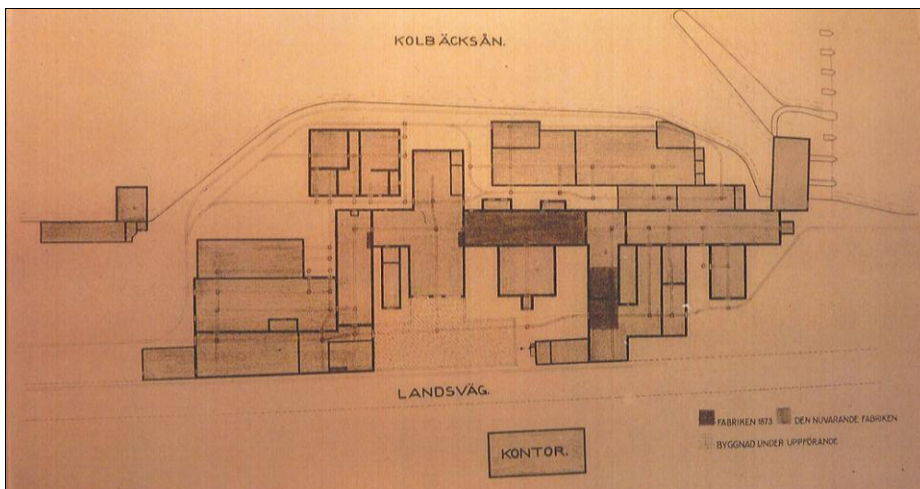 KOLBÄCKSÅN.
LANDSVÄG.
FABRIKEN 1873 DEN NUVARANDE FABRIKEN
BYGGNAD UNDER UPPFÖRANDE
KONTOR.